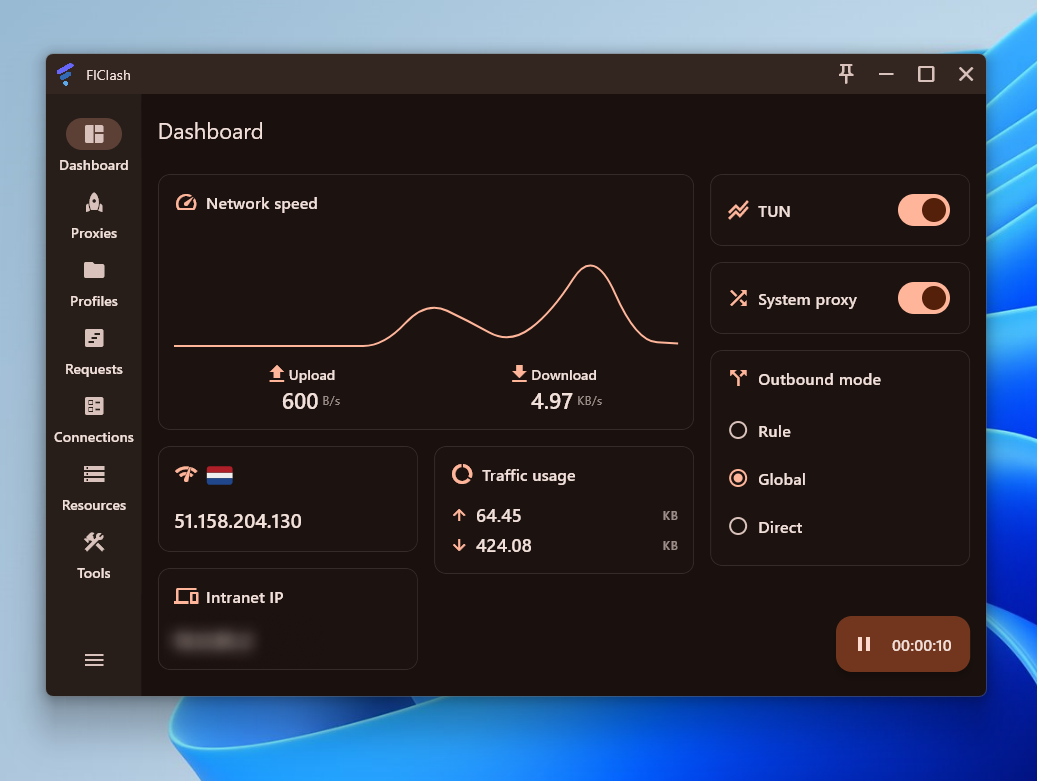 FlClash
Dashboard
Proxies
Profiles
Requests
Connections
Resources
Tools
Dashboard
Network speed
Upload
600 B/s
Download
4.97 KB/s
TUN
System proxy
Outbound mode
Rule
Global
Direct
51.158.204.130
Traffic usage
64.45 KB
424.08 KB
Intranet IP
00:00:10